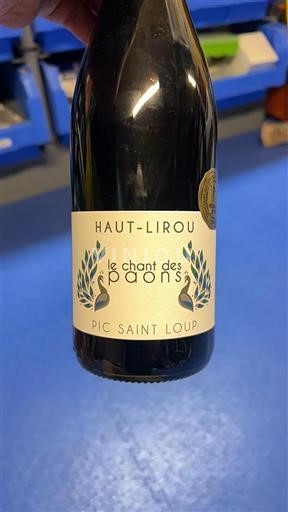 HAUT-LIROU
le chant des
paons
PIC SAINT LOUP